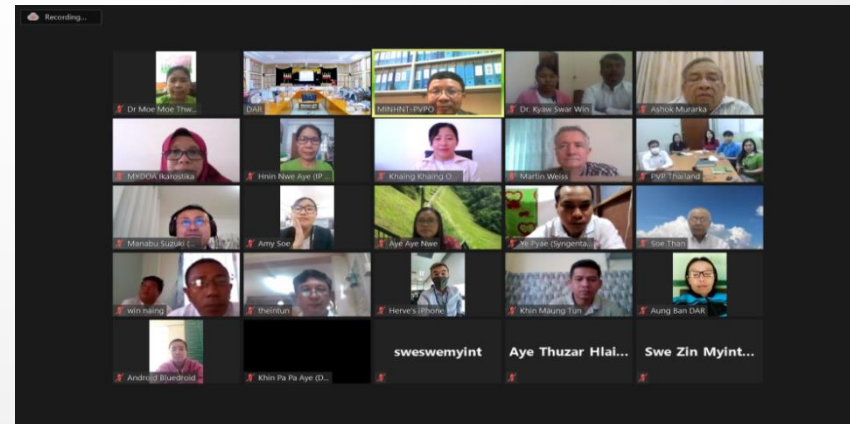 Recording...
Dr Moe Moe Thw...
DAR
MINHNT-PVPO
Dr. Kyaw Swar Win
Ashok Murarka
MYDOA Ikarostika
Hnin Nwe Aye (IP ...
Khaing Khaing O...
Martin Weiss
PVP Thailand
Manabu Suzuki (...
Amy Soe
Aye Aye Nwe
Ye Pyae (Syngenta...
Soe Than
win naing
theintun
Herve's iPhone
Khin Maung Tun
Aung Ban DAR
Android Bluedroid
Khin Pa Pa Aye (D...
sweswemyint
Aye Thuzar Hlai...
Swe Zin Myint...